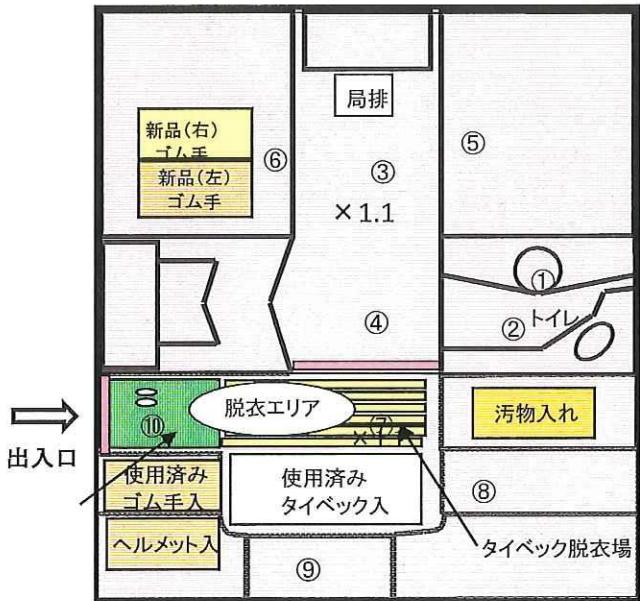 局排
新品(右)
ゴム手
新品(左)
ゴム手
⑥
③
⑤
×1.1
①
④
② トイレ
脱衣エリア
⑩
×⑦
汚物入れ
出入口
使用済み
ゴム手入
使用済み
タイベック入
⑧
ヘルメット入
⑨
タイベック脱衣場